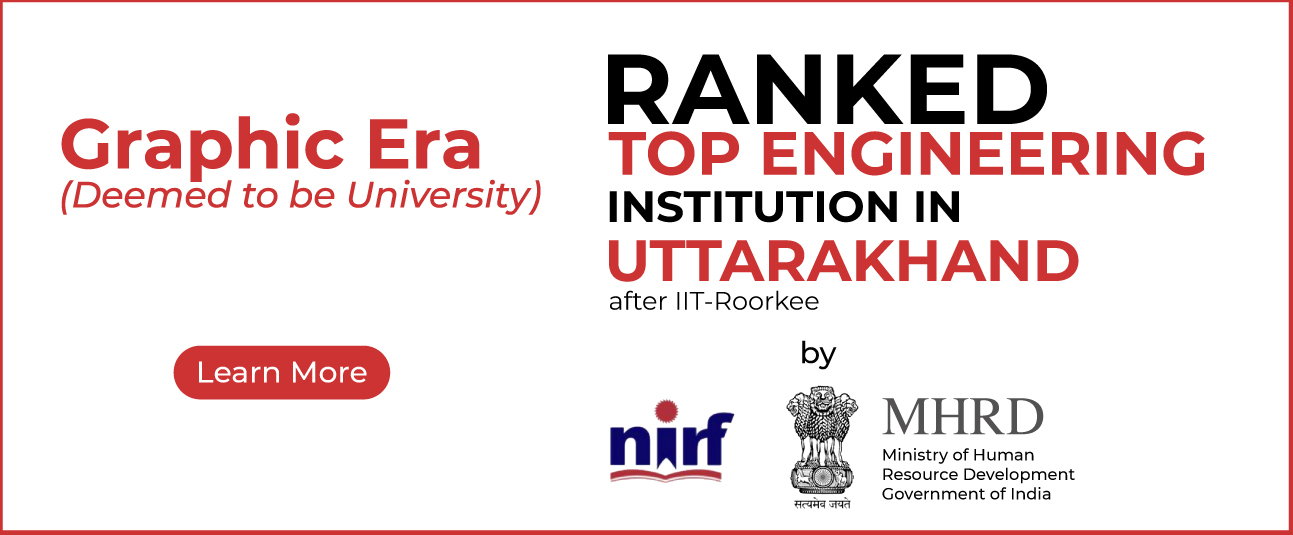 Graphic Era
(Deemed to be University)
Learn More
RANKED
TOP ENGINEERING
INSTITUTION IN
UTTARAKHAND
after IIT-Roorkee
by
nirf
सत्यमेव जयते
MHRD
Ministry of Human
Resource Development
Government of India